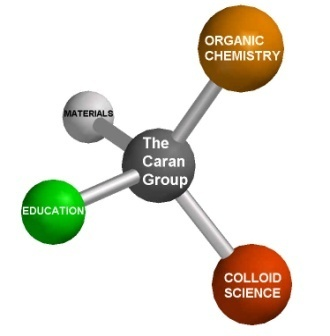 ORGANIC
CHEMISTRY
MATERIALS
The
Caran
Group
EDUCATION
COLLOID
SCIENCE